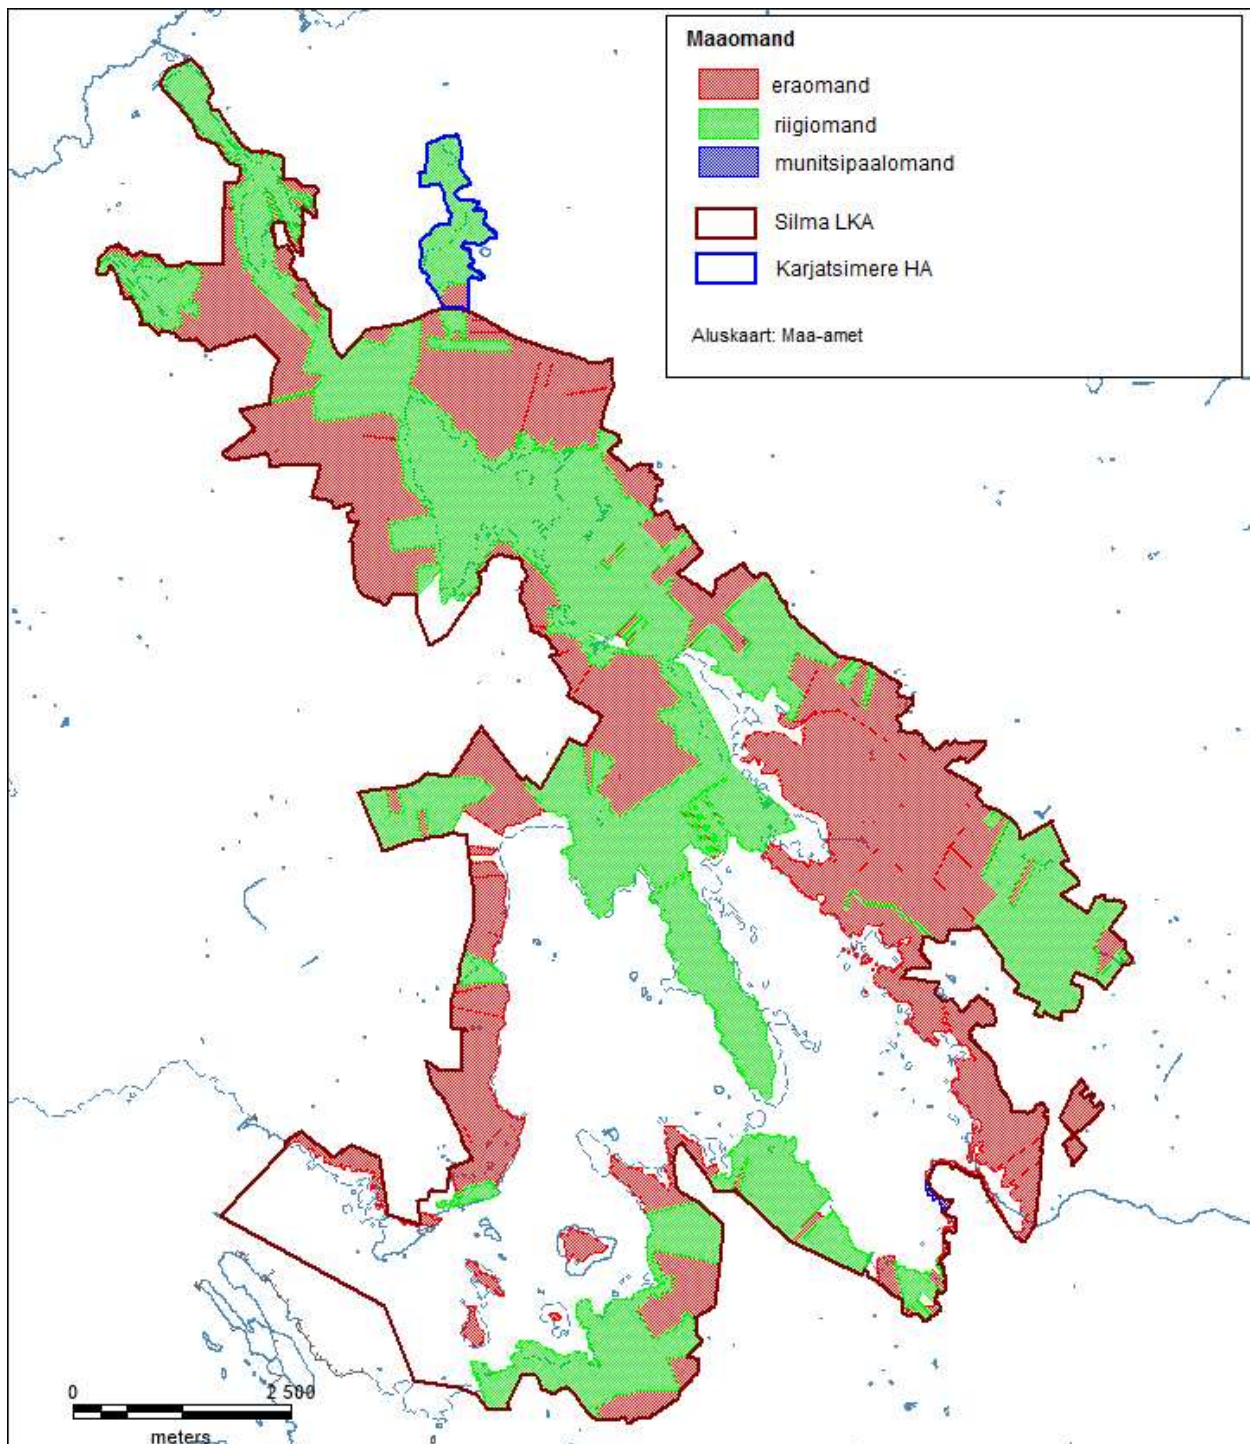 Maaomand
eraomand
riigiomand
munitsipaalomand
Silma LKA
Karjatsimere HA
Aluskaart: Maa-amet
0 2 500
meters